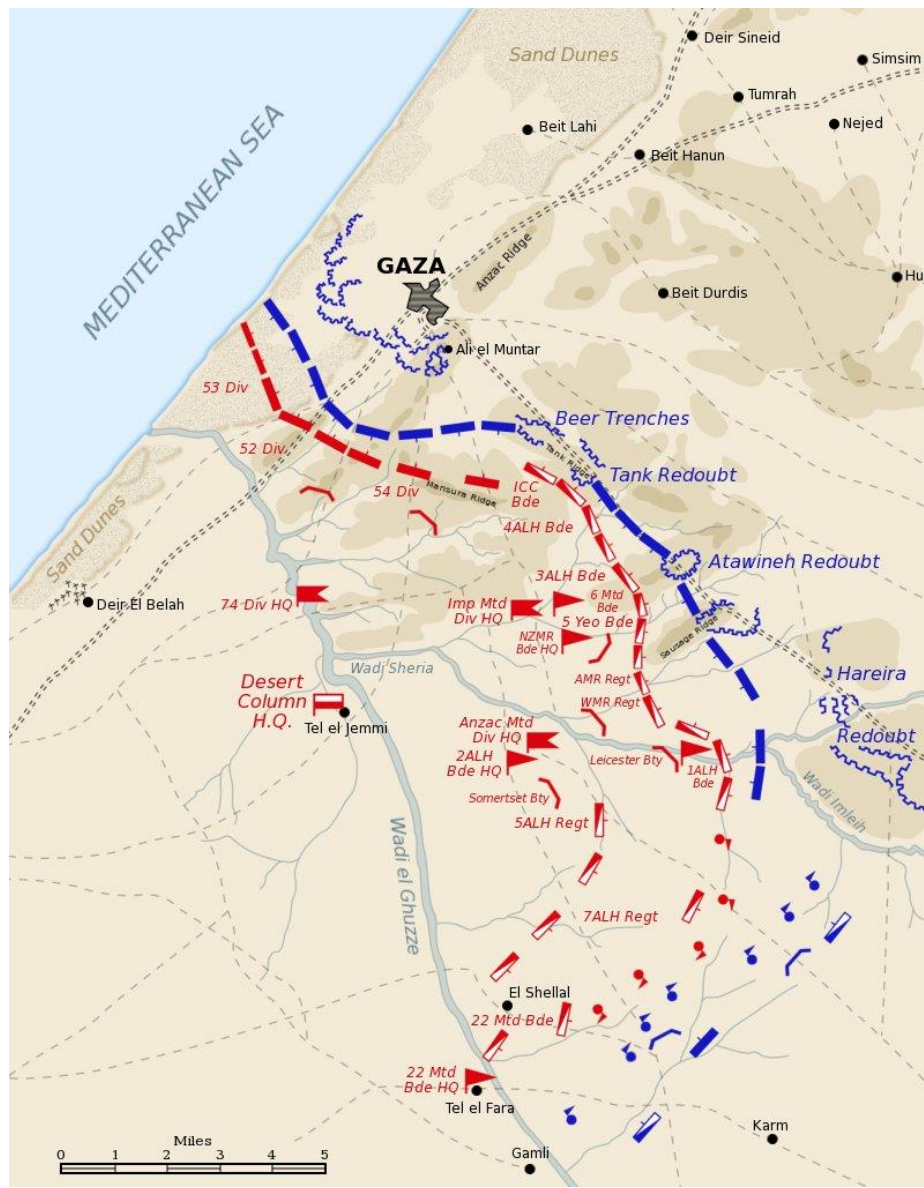 Sand Dunes
Deir Sineid
Simsim
Tumrah
Nejed
Beit Lahi
Beit Hanun
MEDITERRANEAN SEA
Anzac Ridge
GAZA
Hu
Beit Durdis
Ali el Muntar
53 Div
Beer Trenches
52 Div
Tank Ridge
Tank Redoubt
54 Div
Mansura Ridge
ICC
Bde
4ALH Bde
Sand Dunes
Atawineh Redoubt
3ALH Bde
Deir El Belah
74 Div HQ
Imp Mtd
Div HQ
6 Mtd
Bde
5 Yeo Bde
NZMR
Bde HQ
Sausage Ridge
Wadi Sheria
Hareira
AMR Regt
Desert
Column
H.Q.
WMR Regt
Tel el Jemmi
Anzac Mtd
Div HQ
Redoubt
2ALH
Bde HQ
Leicester Bty
1ALH
Bde
Somertset Bty
Wadi Imleih
5ALH Regt
Wadi el Ghuzze
7ALH Regt
El Shellal
22 Mtd Bde
22 Mtd
Bde HQ
Tel el Fara
Karm
Miles
0 1 2 3 4 5
Gamli